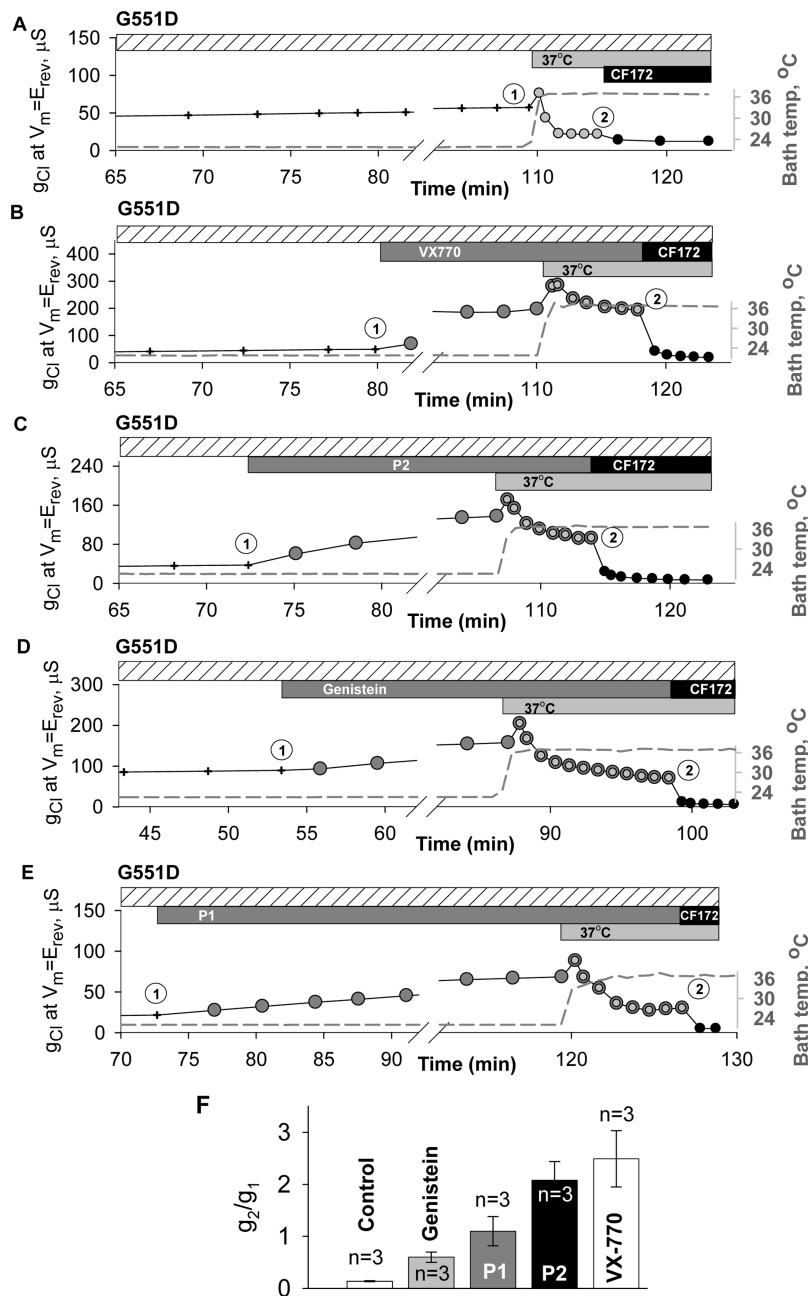 A
G551D
gCl at Vm=Erev, μS
150
100
50
0
37°C
CF172
1
2
36
30
24
Bath temp, °C
65 70 75 80 110 120
Time (min)
B
G551D
gCl at Vm=Erev, μS
400
300
200
100
0
VX770
CF172
37°C
1
2
36
30
24
Bath temp, °C
65 70 75 80 110 120
Time (min)
C
G551D
gCl at Vm=Erev, μS
240
160
80
0
P2
CF172
37°C
1
2
36
30
24
Bath temp, °C
65 70 75 80 110 120
Time (min)
D
G551D
gCl at Vm=Erev, μS
300
200
100
0
Genistein
CF172
37°C
1
2
36
30
24
Bath temp, °C
45 50 55 60 90 100
Time (min)
E
G551D
gCl at Vm=Erev, μS
150
100
50
0
P1
CF172
37°C
1
2
36
30
24
Bath temp, °C
70 70 80 90 120 130
Time (min)
F
g2/g1
3
2
1
0
Control
n=3
Genistein
n=3
n=3
P1
n=3
P2
n=3
VX-770